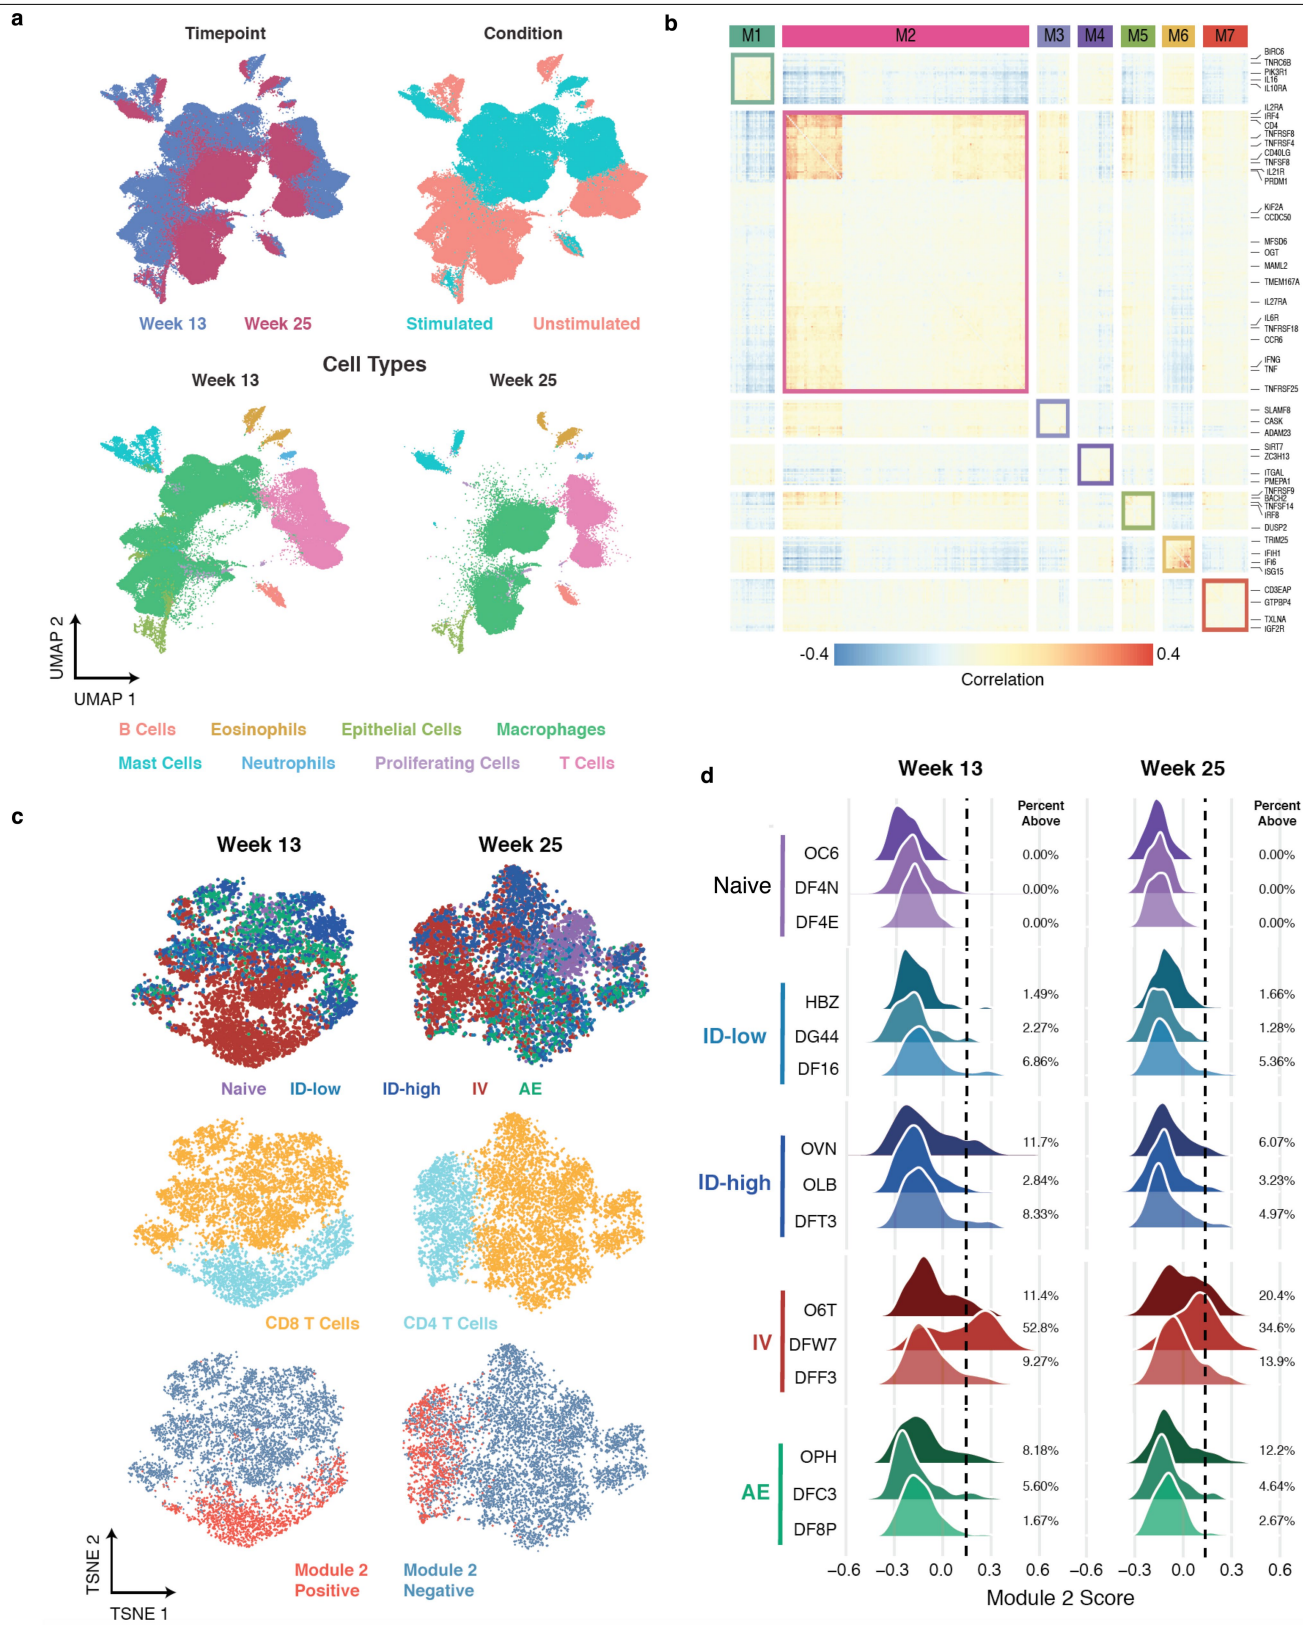 a
Timepoint
Condition
Week 13
Week 25
Stimulated
Unstimulated
Cell Types
Week 13
Week 25
UMAP 2
UMAP 1
B Cells
Eosinophils
Epithelial Cells
Macrophages
Mast Cells
Neutrophils
Proliferating Cells
T Cells
b
M1
M2
M3
M4
M5
M6
M7
BIRC6
TNRC6B
PIK3R1
IL16
IL10RA
IL2RA
IRF4
CD4
TNFRSF8
TNFRSF4
CD40LG
TNFSF8
IL21R
PRDM1
KIF2A
CCDC50
MFSD6
OGT
MAML2
TMEM167A
IL27RA
IL6R
TNFRSF18
CCR6
IFNG
TNF
TNFRSF25
SLAMF8
CASK
ADAM23
SIRT7
ZC3H13
ITGAL
PMEPA1
TNFRSF9
BACH2
TNFSF14
IRF8
DUSP2
TRIM25
IFIH1
IFI6
ISG15
CD3EAP
GTPBP4
TXLNA
IGF2R
-0.4
0.4
Correlation
c
Week 13
Week 25
Naive
ID-low
ID-high
IV
AE
CD8 T Cells
CD4 T Cells
TSNE 2
TSNE 1
Module 2
Positive
Module 2
Negative
d
Week 13
Week 25
Percent
Above
Percent
Above
Naive
OC6
0.00%
0.00%
DF4N
0.00%
0.00%
DF4E
0.00%
0.00%
ID-low
HBZ
1.49%
1.66%
DG44
2.27%
1.28%
DF16
6.86%
5.36%
ID-high
OVN
11.7%
6.07%
OLB
2.84%
3.23%
DFT3
8.33%
4.97%
IV
O6T
11.4%
20.4%
DFW7
52.8%
34.6%
DFF3
9.27%
13.9%
AE
OPH
8.18%
12.2%
DFC3
5.60%
4.64%
DF8P
1.67%
2.67%
−0.6
−0.3
0.0
0.3
0.6
−0.6
−0.3
0.0
0.3
0.6
Module 2 Score